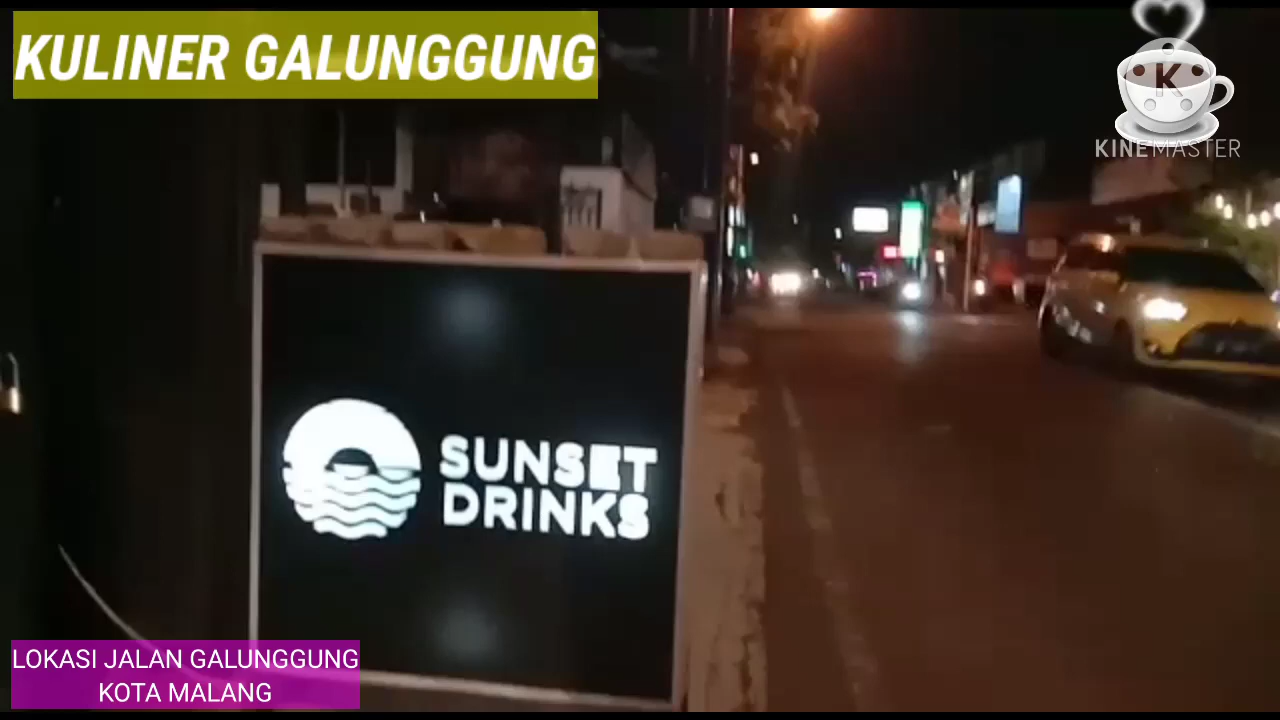 KULINER GALUNGGUNG
K
KINEMASTER
SUNSET
DRINKS
LOKASI JALAN GALUNGGUNG
KOTA MALANG